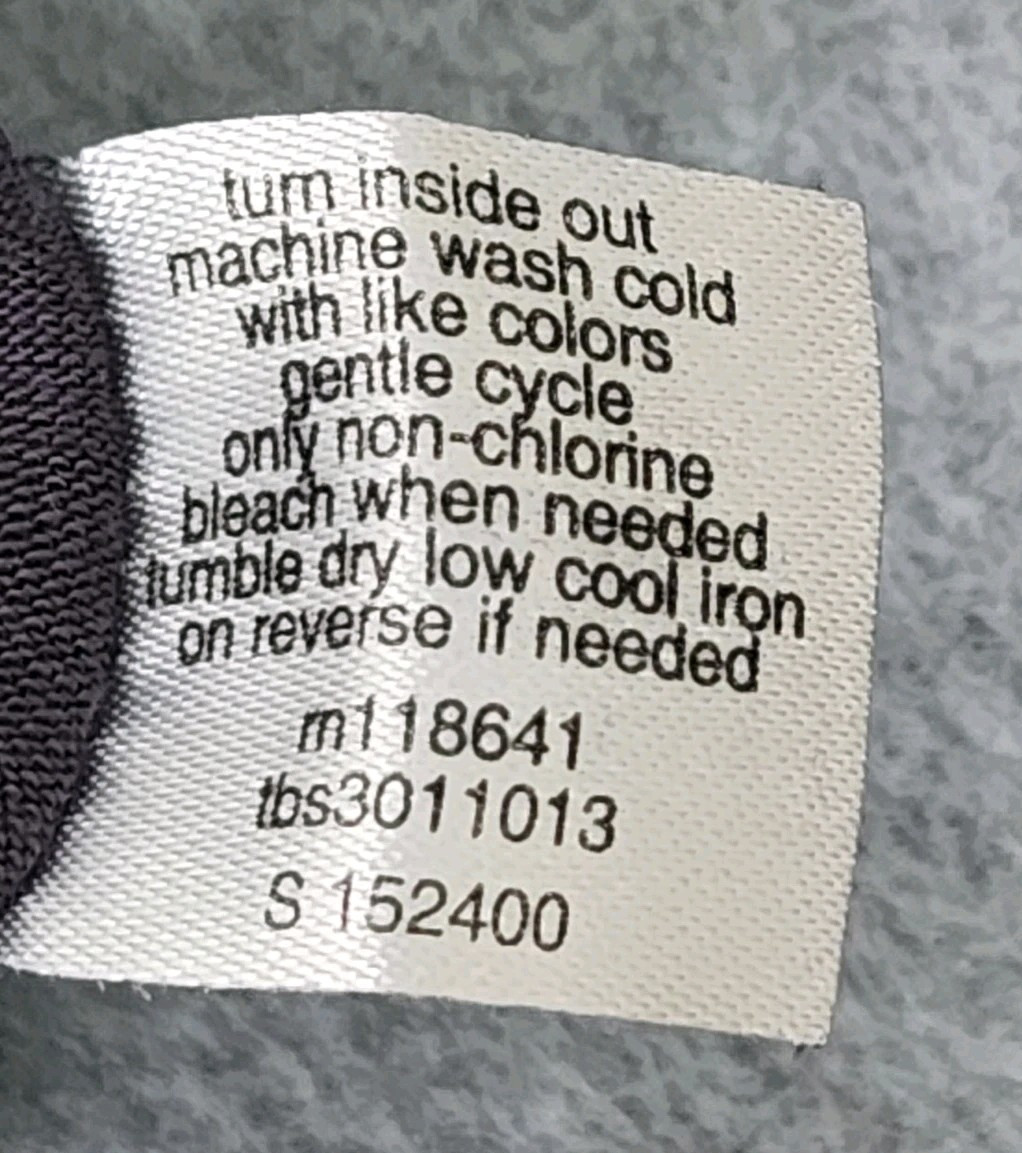 turn inside out
machine wash cold
with like colors
gentle cycle
only non-chlorine
bleach when needed
tumble dry low cool iron
on reverse if needed
m118641
tbs3011013
S 152400